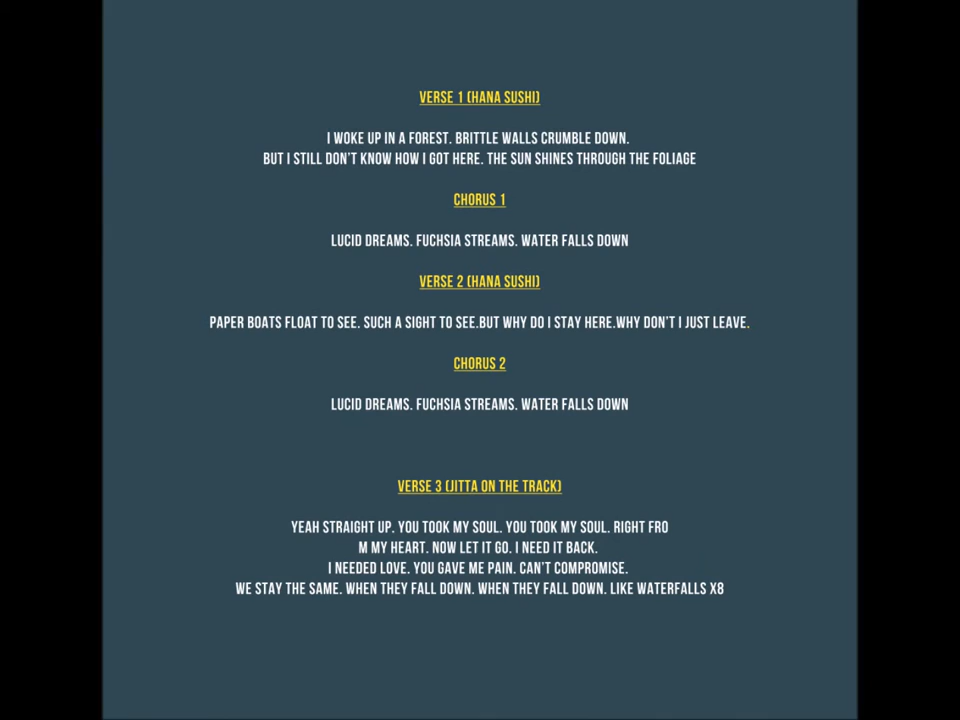 VERSE 1 (HANA SUSHI)
I WOKE UP IN A FOREST. BRITTLE WALLS CRUMBLE DOWN.
BUT I STILL DON'T KNOW HOW I GOT HERE. THE SUN SHINES THROUGH THE FOLIAGE
CHORUS 1
LUCID DREAMS. FUCHSIA STREAMS. WATER FALLS DOWN
VERSE 2 (HANA SUSHI)
PAPER BOATS FLOAT TO SEE. SUCH A SIGHT TO SEE.BUT WHY DO I STAY HERE.WHY DON'T I JUST LEAVE.
CHORUS 2
LUCID DREAMS. FUCHSIA STREAMS. WATER FALLS DOWN
VERSE 3 (JITTA ON THE TRACK)
YEAH STRAIGHT UP. YOU TOOK MY SOUL. YOU TOOK MY SOUL. RIGHT FRO
M MY HEART. NOW LET IT GO. I NEED IT BACK.
I NEEDED LOVE. YOU GAVE ME PAIN. CAN'T COMPROMISE.
WE STAY THE SAME. WHEN THEY FALL DOWN. WHEN THEY FALL DOWN. LIKE WATERFALLS X8